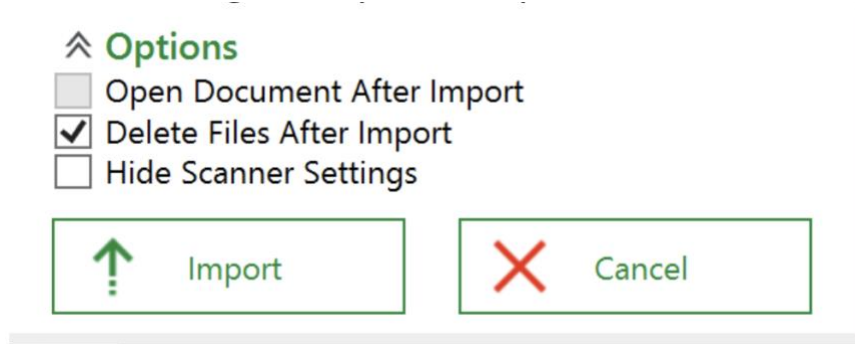 Options
Open Document After Import
Delete Files After Import
Hide Scanner Settings
Import
Cancel